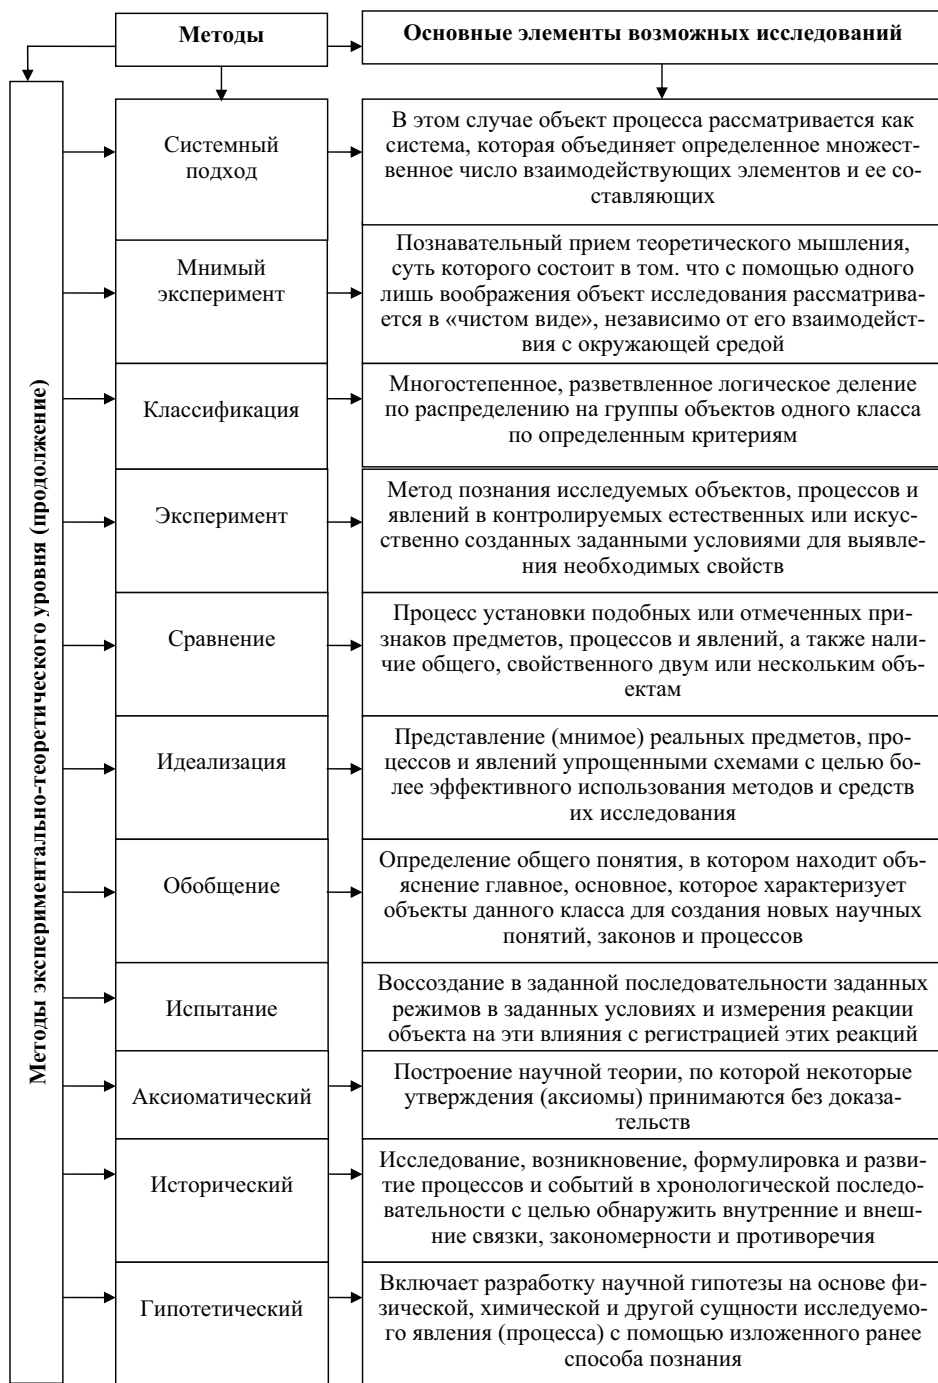 Методы
Основные элементы возможных исследований
Методы экспериментально-теоретического уровня (продолжение)
Системный
подход
В этом случае объект процесса рассматривается как
система, которая объединяет определенное множест-
венное число взаимодействующих элементов и ее со-
ставляющих
Мнимый
эксперимент
Познавательный прием теоретического мышления,
суть которого состоит в том. что с помощью одного
лишь воображения объект исследования рассматрива-
ется в «чистом виде», независимо от его взаимодейст-
вия с окружающей средой
Классификация
Многостепенное, разветвленное логическое деление
по распределению на группы объектов одного класса
по определенным критериям
Эксперимент
Метод познания исследуемых объектов, процессов и
явлений в контролируемых естественных или искус-
ственно созданных заданными условиями для выявле-
ния необходимых свойств
Сравнение
Процесс установки подобных или отмеченных при-
знаков предметов, процессов и явлений, а также нали-
чие общего, свойственного двум или нескольким объ-
ектам
Идеализация
Представление (мнимое) реальных предметов, про-
цессов и явлений упрощенными схемами с целью бо-
лее эффективного использования методов и средств
их исследования
Обобщение
Определение общего понятия, в котором находит объ-
яснение главное, основное, которое характеризует
объекты данного класса для создания новых научных
понятий, законов и процессов
Испытание
Воссоздание в заданной последовательности заданных
режимов в заданных условиях и измерения реакции
объекта на эти влияния с регистрацией этих реакций
Аксиоматический
Построение научной теории, по которой некоторые
утверждения (аксиомы) принимаются без доказа-
тельств
Исторический
Исследование, возникновение, формулировка и разви-
тие процессов и событий в хронологической последо-
вательности с целью обнаружить внутренние и внеш-
ние связки, закономерности и противоречия
Гипотетический
Включает разработку научной гипотезы на основе фи-
зической, химической и другой сущности исследуемо-
го явления (процесса) с помощью изложенного ранее
способа познания